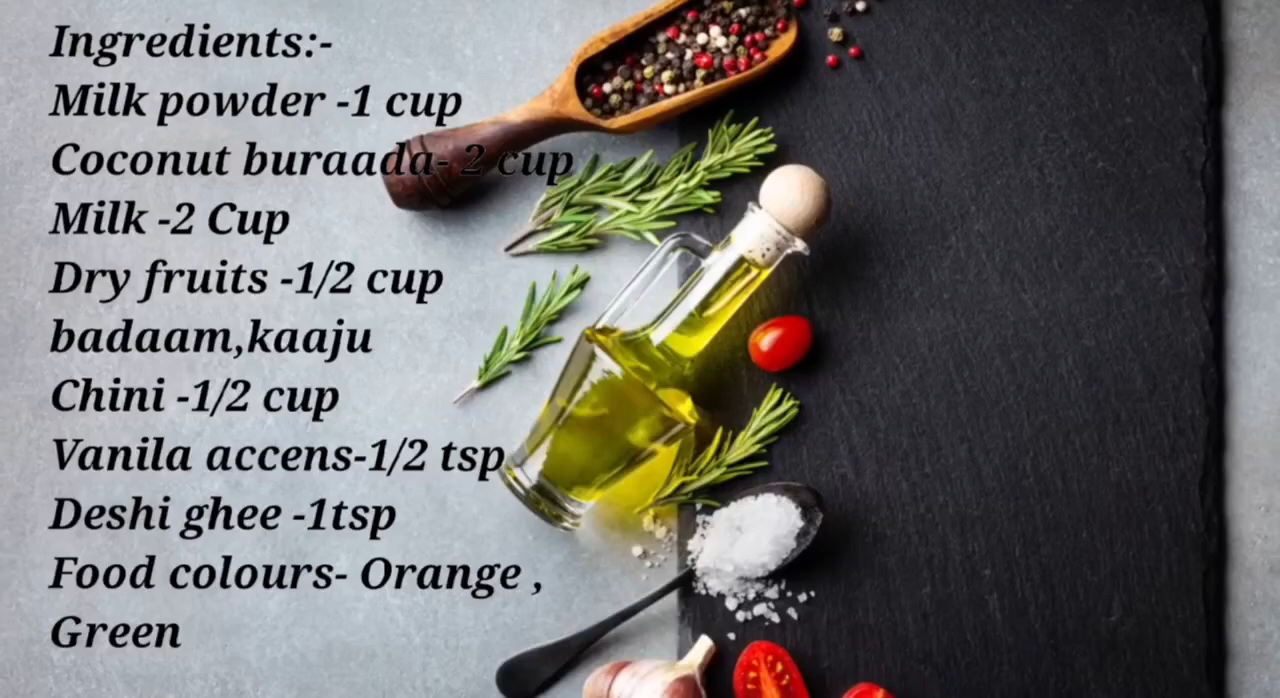 Ingredients:-
Milk powder -1 cup
Coconut buraada- 2 cup
Milk -2 Cup
Dry fruits -1/2 cup
badaam,kaaju
Chini -1/2 cup
Vanila accens-1/2 tsp
Deshi ghee -1tsp
Food colours- Orange ,
Green